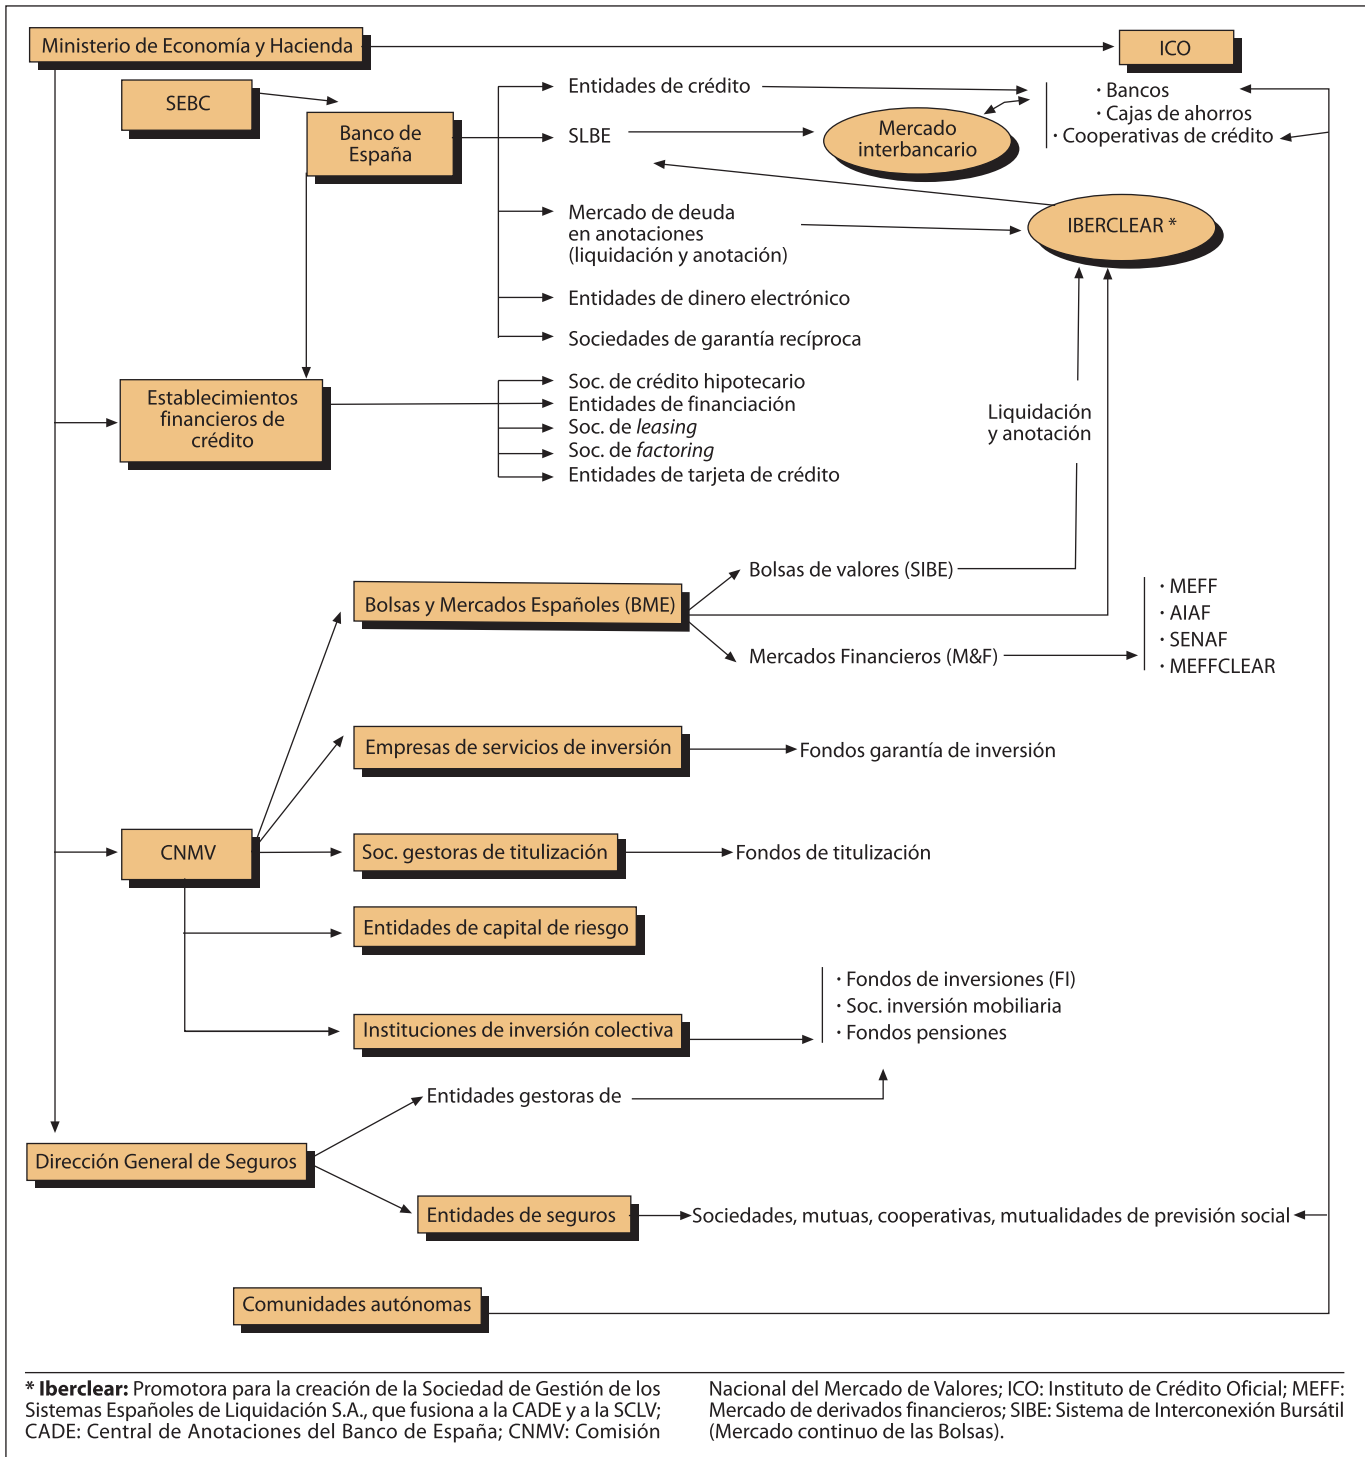 Ministerio de Economía y Hacienda
ICO
SEBC
Banco de
España
Entidades de crédito
· Bancos
· Cajas de ahorros
· Cooperativas de crédito
SLBE
Mercado
interbancario
Mercado de deuda
en anotaciones
(liquidación y anotación)
IBERCLEAR *
Entidades de dinero electrónico
Sociedades de garantía recíproca
Establecimientos
financieros de
crédito
Soc. de crédito hipotecario
Entidades de financiación
Soc. de leasing
Soc. de factoring
Entidades de tarjeta de crédito
Liquidación
y anotación
Bolsas y Mercados Españoles (BME)
Bolsas de valores (SIBE)
Mercados Financieros (M&F)
· MEFF
· AIAF
· SENAF
· MEFFCLEAR
Empresas de servicios de inversión
Fondos garantía de inversión
CNMV
Soc. gestoras de titulización
Fondos de titulización
Entidades de capital de riesgo
Instituciones de inversión colectiva
· Fondos de inversiones (FI)
· Soc. inversión mobiliaria
· Fondos pensiones
Entidades gestoras de
Dirección General de Seguros
Entidades de seguros
Sociedades, mutuas, cooperativas, mutualidades de previsión social
Comunidades autónomas
* Iberclear: Promotora para la creación de la Sociedad de Gestión de los
Sistemas Españoles de Liquidación S.A., que fusiona a la CADE y a la SCLV;
CADE: Central de Anotaciones del Banco de España; CNMV: Comisión
Nacional del Mercado de Valores; ICO: Instituto de Crédito Oficial; MEFF:
Mercado de derivados financieros; SIBE: Sistema de Interconexión Bursátil
(Mercado continuo de las Bolsas).